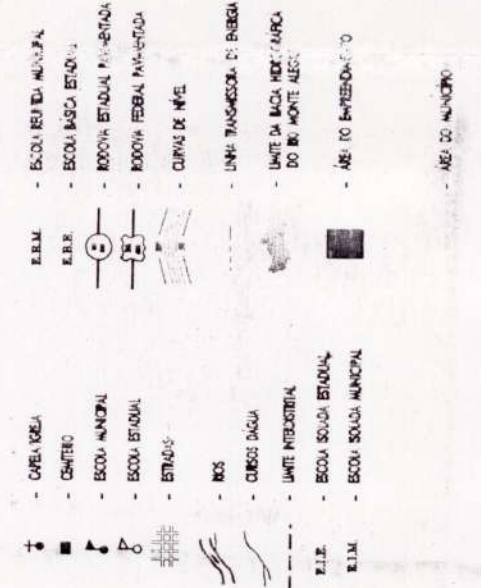 - CAPELA IGREJA
- CEMITERIO
- ESCOLA MUNICIPAL
- ESCOLA ESTADUAL
- ESTRADAS
- RIOS
- CURSOS DAGUA
- LIMITE INTERDISTRITAL
E.I.E. - ESCOLA ISOLADA ESTADUAL
E.I.M. - ESCOLA ISOLADA MUNICIPAL
E.R.M. - ESCOLA REUNIDA MUNICIPAL
E.B.E. - ESCOLA BÁSICA ESTADUAL
- RODOVIA ESTADUAL PAVIMENTADA
- RODOVIA FEDERAL PAVIMENTADA
- CURVAS DE NÍVEL
- LINHA TRANSMISSORA DE ENERGIA
- LIMITE DA BACIA HIDROGRÁFICA
DO RIO MONTE ALEGRE
- ÁREA DO EMPREENDIMENTO
- ÁREA DO MUNICÍPIO